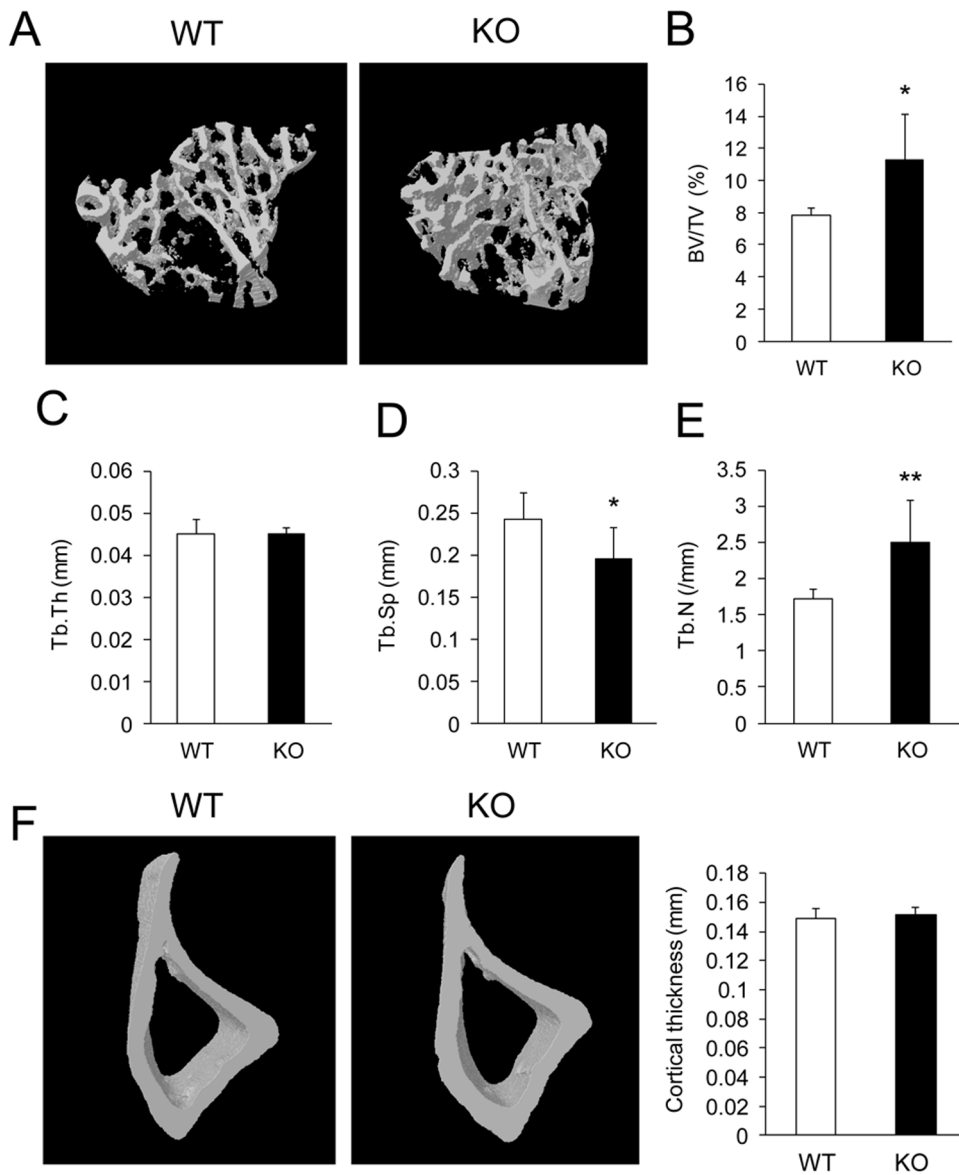 A
WT
KO
B
BV/TV (%)
16
14
12
10
8
6
4
2
0
*
WT
KO
C
Tb.Th (mm)
0.06
0.05
0.04
0.03
0.02
0.01
0
WT
KO
D
Tb.Sp (mm)
0.3
0.25
0.2
0.15
0.1
0.05
0
*
WT
KO
E
Tb.N (/mm)
3.5
3
2.5
2
1.5
1
0.5
0
**
WT
KO
F
WT
KO
Cortical thickness (mm)
0.18
0.16
0.14
0.12
0.1
0.08
0.06
0.04
0.02
0
WT
KO